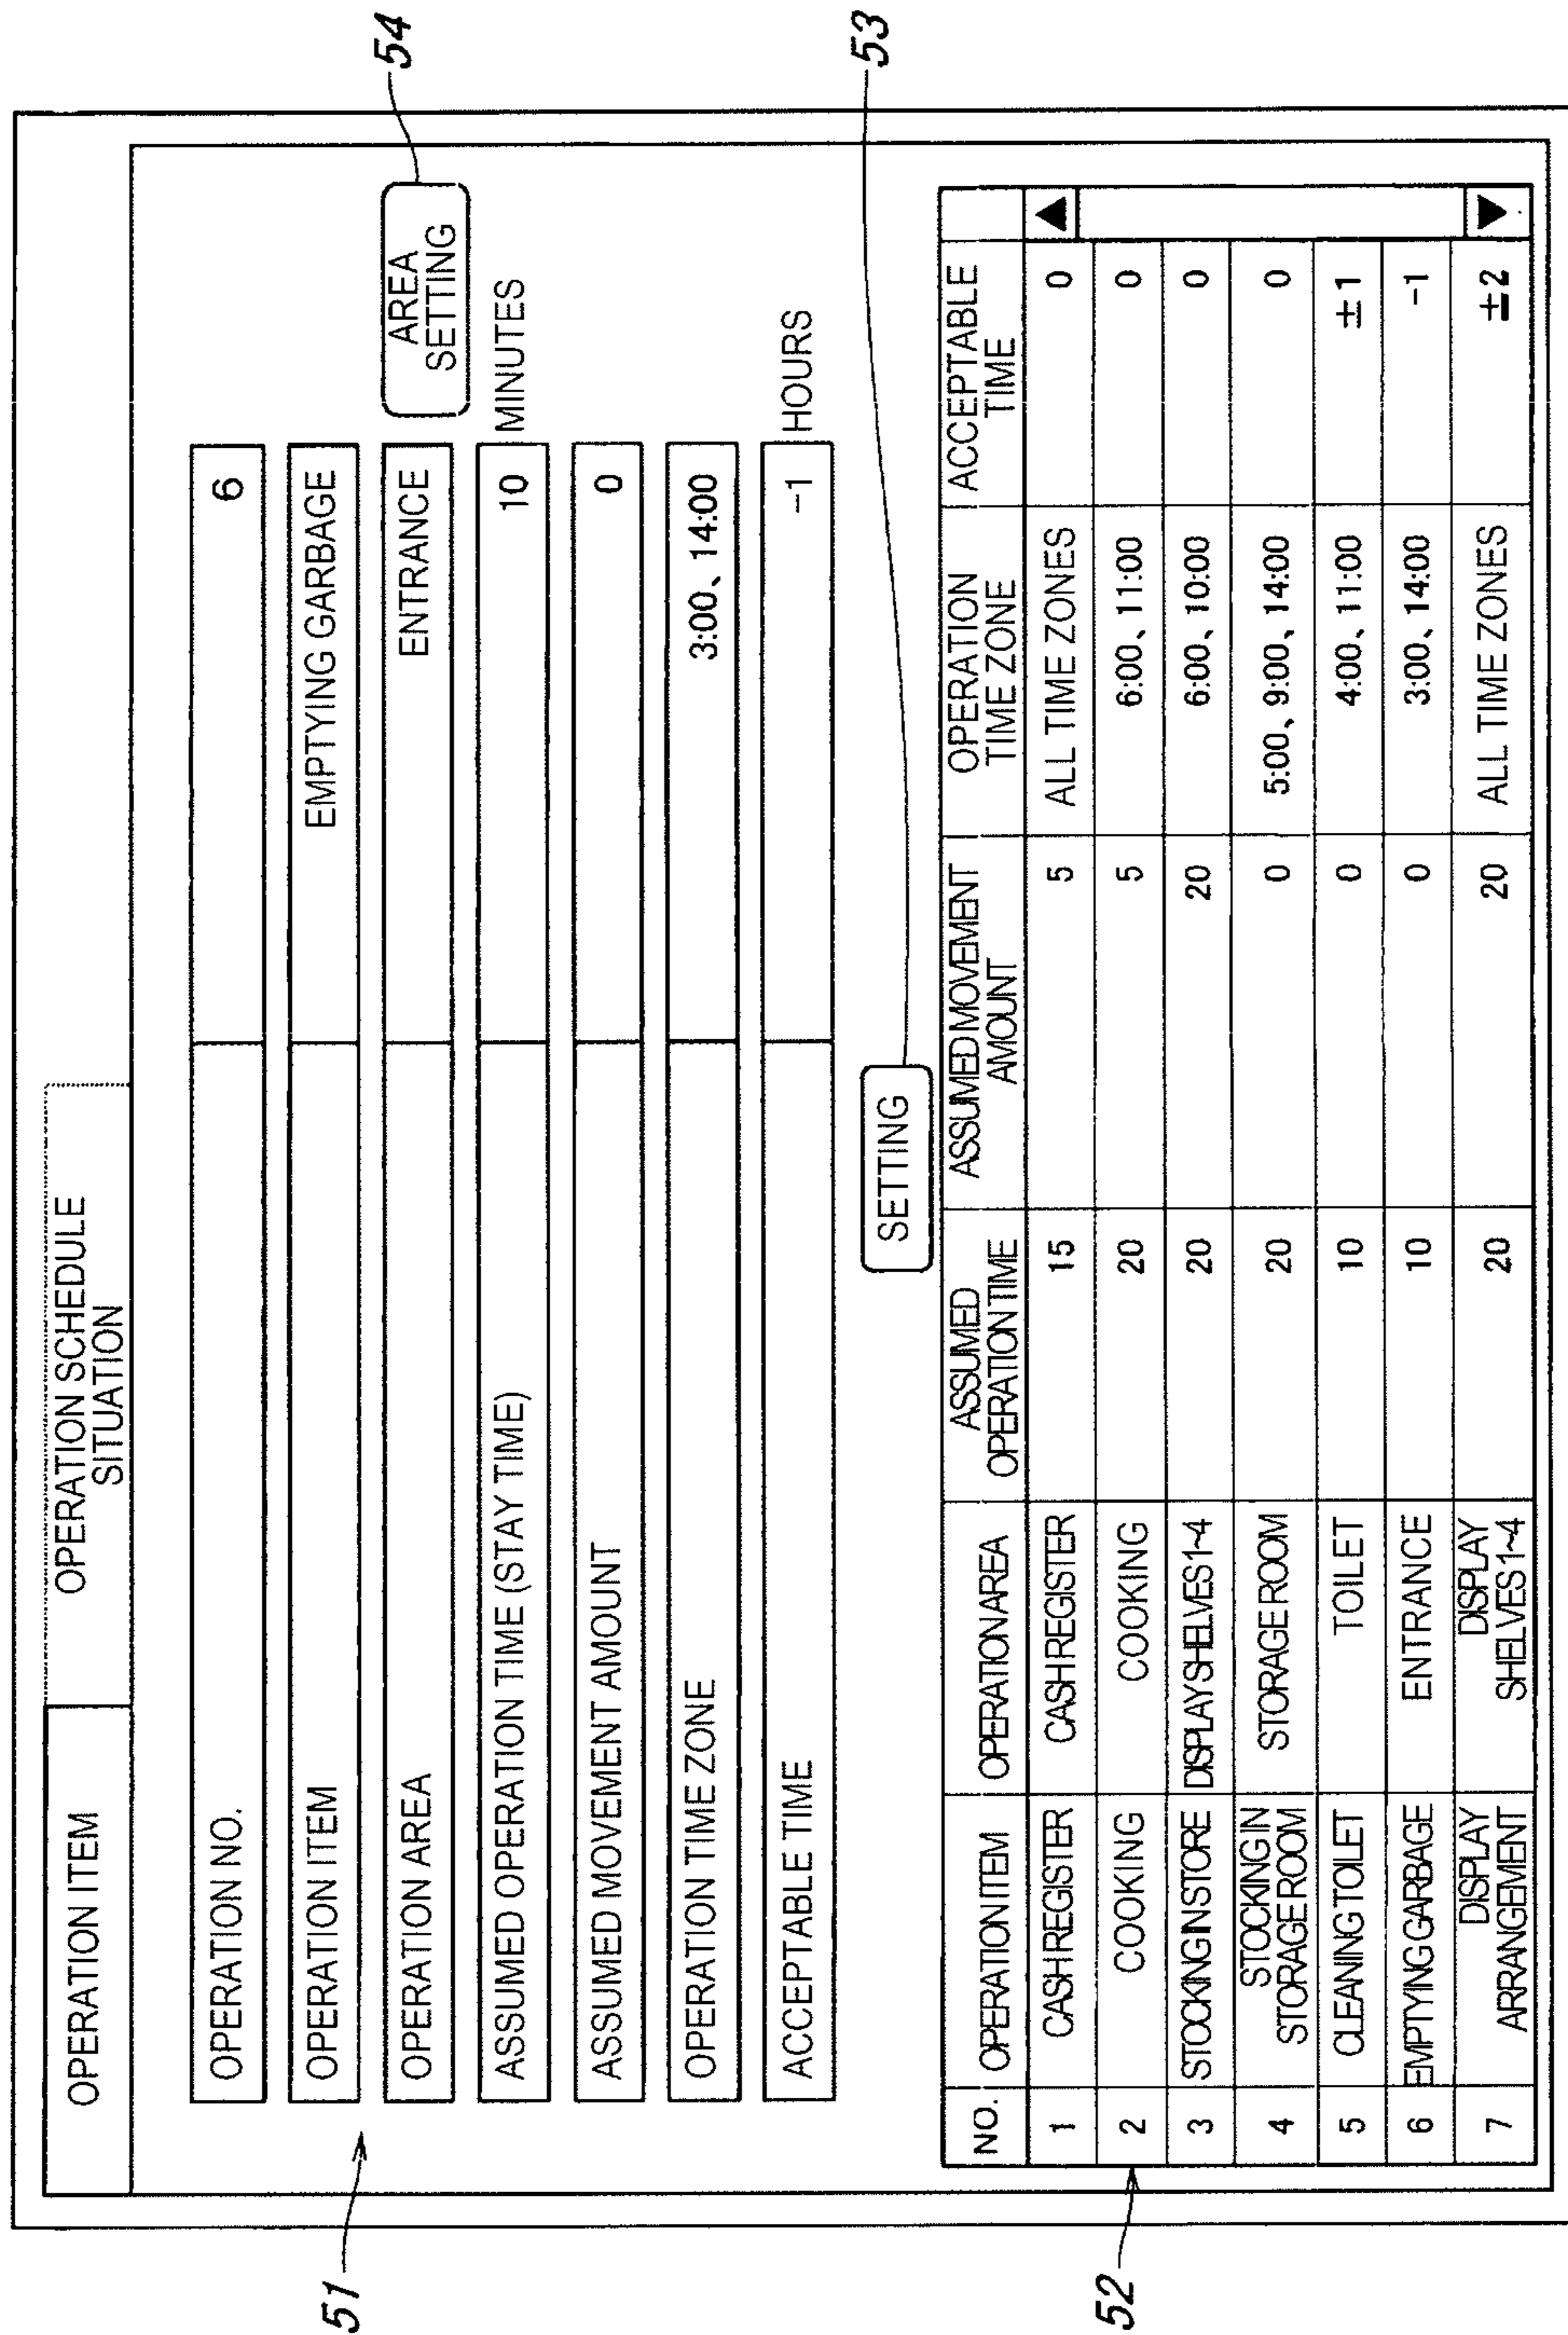 OPERATION ITEM
OPERATION SCHEDULE
SITUATION
51
OPERATION NO. 6
OPERATION ITEM EMPTYING GARBAGE
OPERATION AREA ENTRANCE
AREA
SETTING
54
ASSUMED OPERATION TIME (STAY TIME) 10 MINUTES
ASSUMED MOVEMENT AMOUNT 0
OPERATION TIME ZONE 3:00、14:00
ACCEPTABLE TIME -1 HOURS
SETTING
53
52
NO. OPERATION ITEM OPERATION AREA ASSUMED OPERATION TIME ASSUMED MOVEMENT AMOUNT OPERATION TIME ZONE ACCEPTABLE TIME
1 CASH REGISTER CASH REGISTER 15 5 ALL TIME ZONES 0 ▲
2 COOKING COOKING 20 5 6:00、11:00 0
3 STOCKING IN STORE DISPLAY SHELVES 1~4 20 20 6:00、10:00 0
4 STOCKING IN STORAGE ROOM STORAGE ROOM 20 0 5:00、9:00、14:00 0
5 CLEANING TOILET TOILET 10 0 4:00、11:00 ±1
6 EMPTYING GARBAGE ENTRANCE 10 0 3:00、14:00 -1
7 DISPLAY ARRANGEMENT DISPLAY SHELVES 1~4 20 20 ALL TIME ZONES ±2 ▼